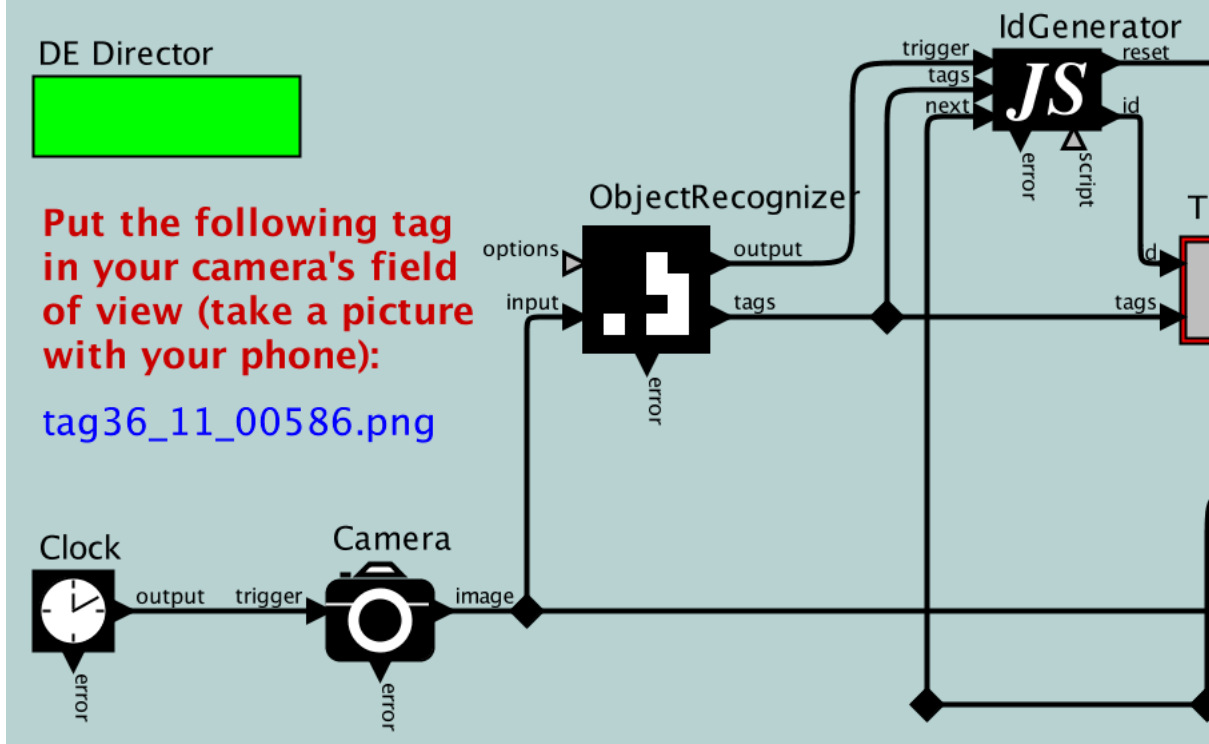 IdGenerator
DE Director
trigger
reset
tags
JS
next
id
error
script
ObjectRecognizer
T
Put the following tag
in your camera's field
of view (take a picture
with your phone):
options
output
id
input
tags
tags
error
tag36_11_00586.png
Clock
Camera
output
trigger
image
error
error